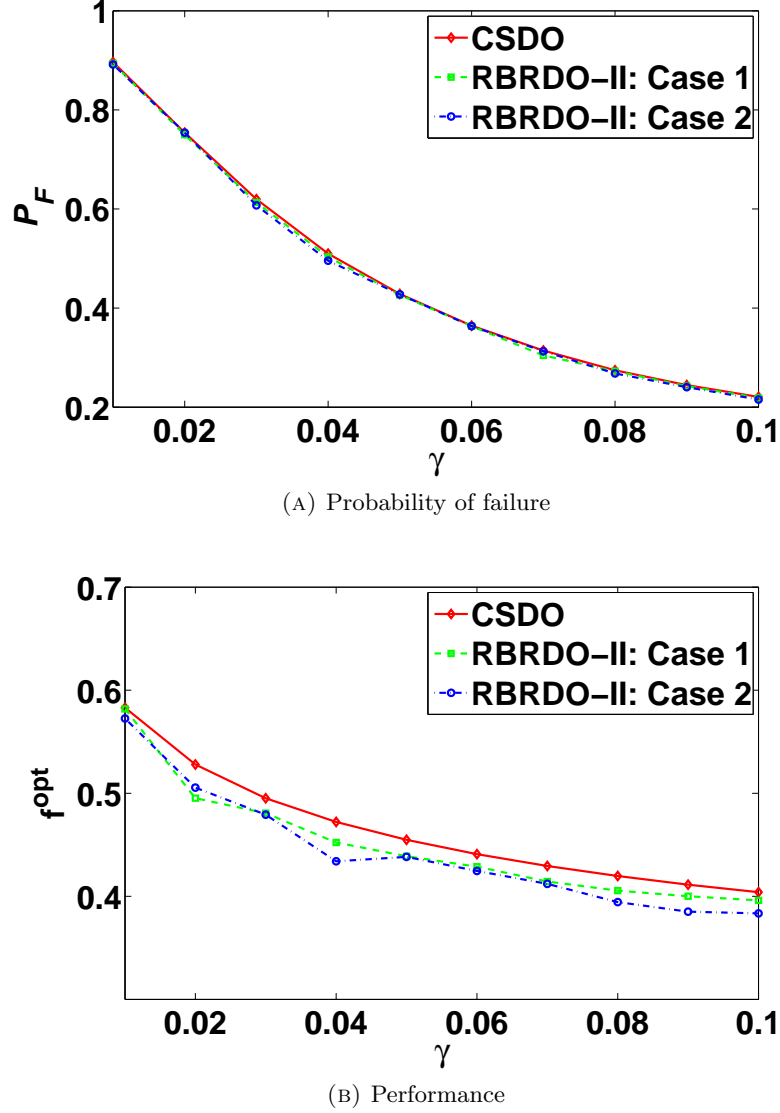 1
0.8
0.6
0.4
0.2
P_F
CSDO
RBRDO−II: Case 1
RBRDO−II: Case 2
0.02 0.04 0.06 0.08 0.1
γ
(A) Probability of failure
0.7
0.6
0.5
0.4
f^opt
CSDO
RBRDO−II: Case 1
RBRDO−II: Case 2
0.02 0.04 0.06 0.08 0.1
γ
(B) Performance